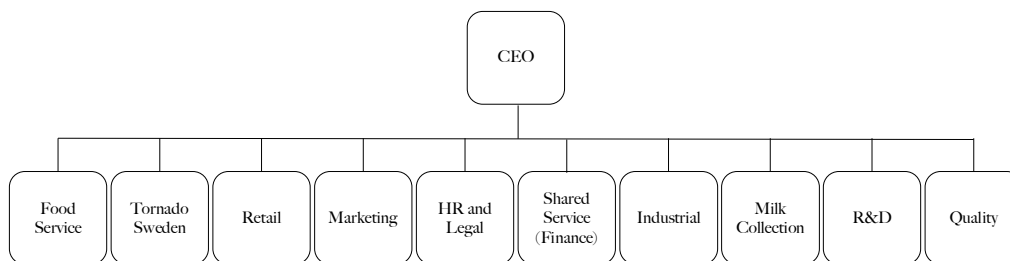 CEO
Food
Service
Tornado
Sweden
Retail
Marketing
HR and
Legal
Shared
Service
(Finance)
Industrial
Milk
Collection
R&D
Quality